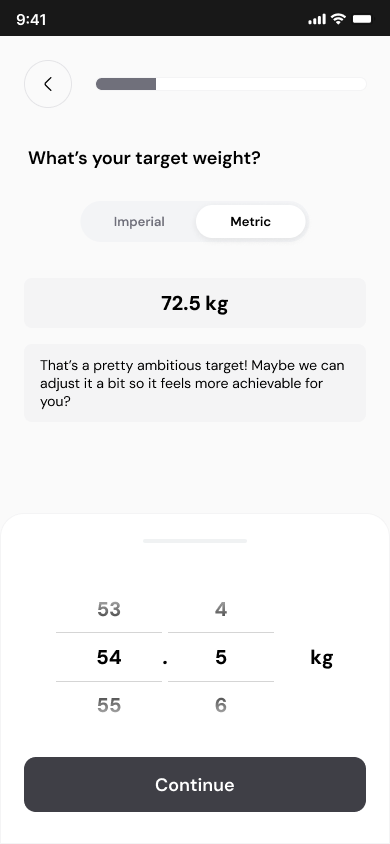 9:41
What's your target weight?
Imperial Metric
72.5 kg
That's a pretty ambitious target! Maybe we can
adjust it a bit so it feels more achievable for
you?
53 4
54 . 5 kg
55 6
Continue